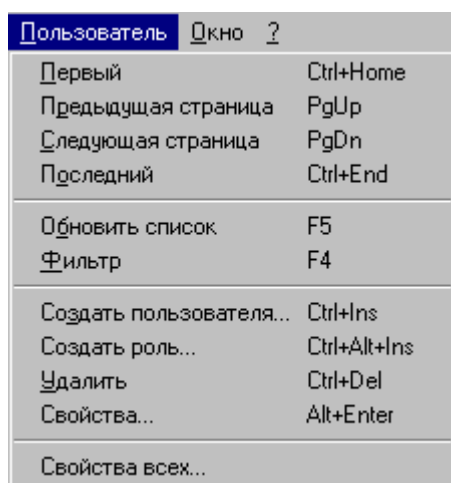 Пользователь Окно ?
Первый Ctrl+Home
Предыдущая страница PgUp
Следующая страница PgDn
Последний Ctrl+End
Обновить список F5
Фильтр F4
Создать пользователя... Ctrl+Ins
Создать роль... Ctrl+Alt+Ins
Удалить Ctrl+Del
Свойства... Alt+Enter
Свойства всех...